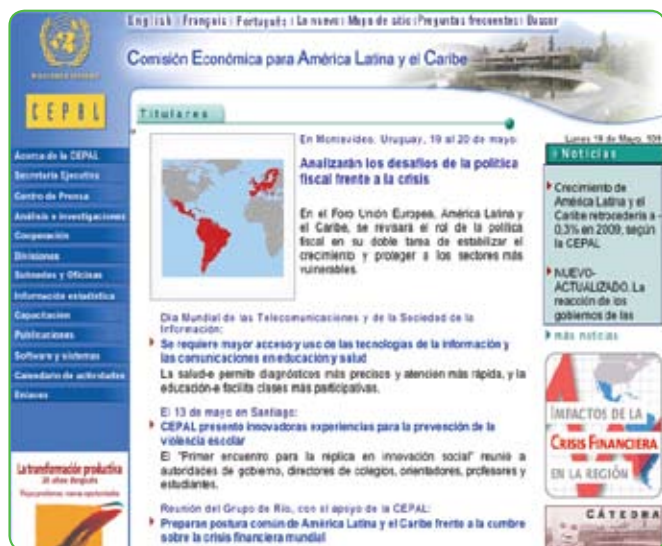 English | Français | Português | Lo nuevo | Mapa de sitio | Preguntas frecuentes | Buscar
Comisión Económica para América Latina y el Caribe
CEPAL
Acerca de la CEPAL
Secretaría Ejecutiva
Centro de Prensa
Análisis e investigaciones
Cooperación
Divisiones
Subsedes y Oficinas
Información estadística
Capacitación
Publicaciones
Software y sistemas
Calendario de actividades
Enlaces
La transformación productiva
20 años después
Titulares
En Montevideo, Uruguay, 19 al 20 de mayo
Analizarán los desafíos de la política
fiscal frente a la crisis
En el Foro Unión Europea, América Latina y
el Caribe, se revisará el rol de la política
fiscal en su doble tarea de estabilizar el
crecimiento y proteger a los sectores más
vulnerables.
Día Mundial de las Telecomunicaciones y de la Sociedad de la
Información:
Se requiere mayor acceso y uso de las tecnologías de la información y
las comunicaciones en educación y salud
La salud-e permite diagnósticos más precisos y atención más rápida, y la
educación-e facilita clases más participativas.
El 13 de mayo en Santiago:
CEPAL presentó innovadoras experiencias para la prevención de la
violencia escolar
El "Primer encuentro para la réplica en innovación social" reunió a
autoridades de gobierno, directores de colegios, orientadores, profesores y
estudiantes.
Reunión del Grupo de Río, con el apoyo de la CEPAL:
Preparan postura común de América Latina y el Caribe frente a la cumbre
sobre la crisis financiera mundial
Noticias
Crecimiento de
América Latina y el
Caribe retrocedería a -
0,3% en 2009, según
la CEPAL
NUEVO-
ACTUALIZADO. La
reacción de los
gobiernos de las
más noticias
IMPACTOS DE LA
CRISIS FINANCIERA
EN LA REGIÓN
CÁTEDRA